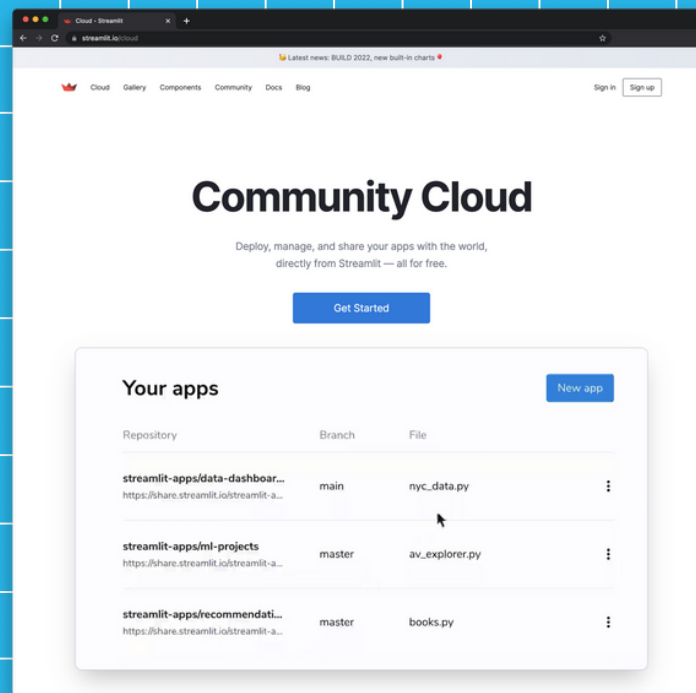 Cloud - Streamlit
streamlit.io/cloud
Latest news: BUILD 2022, new built-in charts
Cloud Gallery Components Community Docs Blog Sign in Sign up
Community Cloud
Deploy, manage, and share your apps with the world,
directly from Streamlit — all for free.
Get Started
Your apps New app
Repository Branch File
streamlit-apps/data-dashboar... main nyc_data.py
https://share.streamlit.io/streamlit-a...
streamlit-apps/ml-projects master av_explorer.py
https://share.streamlit.io/streamlit-a...
streamlit-apps/recommendati... master books.py
https://share.streamlit.io/streamlit-a...